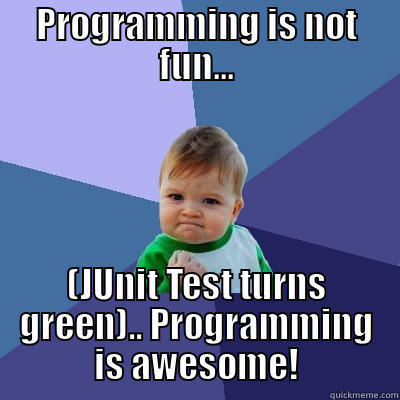 Programming is not
fun...
(JUnit Test turns
green).. Programming
is awesome!
quickmeme.com